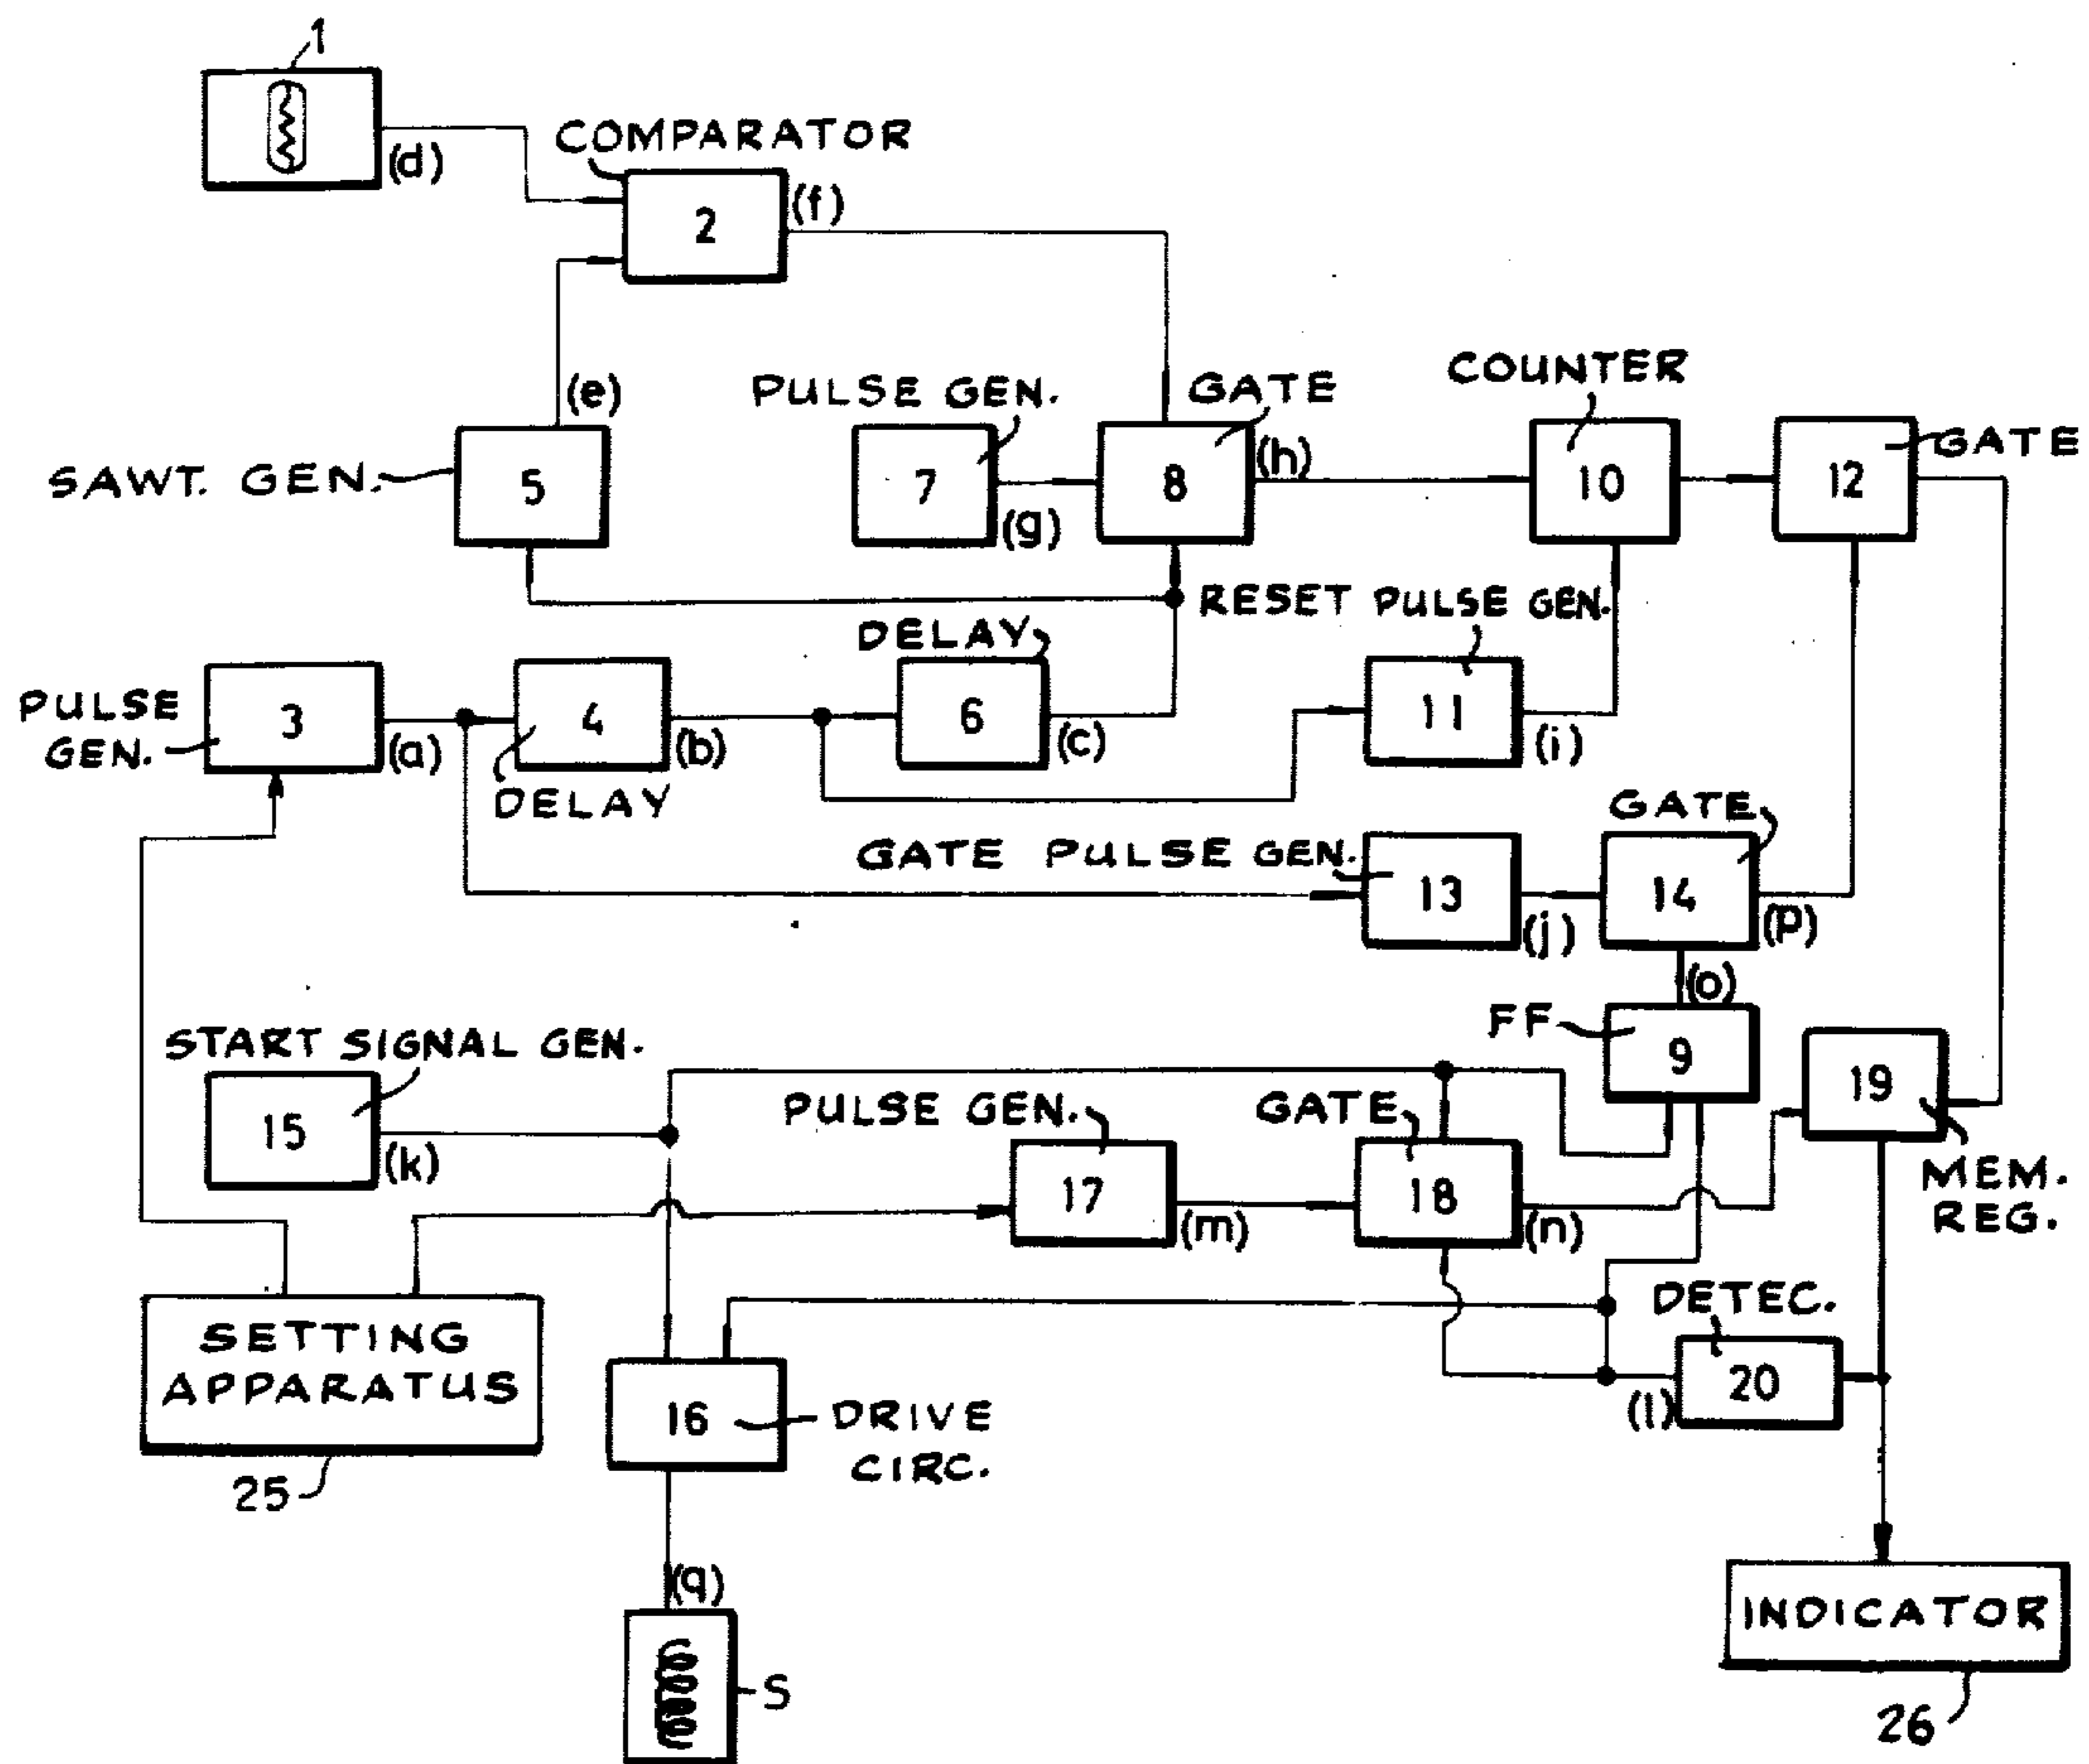 1
(d)
COMPARATOR
2
(f)
(e)
PULSE GEN.
GATE
COUNTER
GATE
SAWT. GEN.
5
7
(g)
8
(h)
10
12
RESET PULSE GEN.
DELAY
PULSE
GEN.
3
(a)
4
(b)
DELAY
6
(c)
11
(i)
GATE
GATE PULSE GEN.
13
(j)
14
(p)
(o)
FF
9
START SIGNAL GEN.
15
(k)
PULSE GEN.
GATE
17
(m)
18
(n)
19
MEM.
REG.
SETTING
APPARATUS
25
DETEC.
20
(l)
16
DRIVE
CIRC.
(q)
S
INDICATOR
26